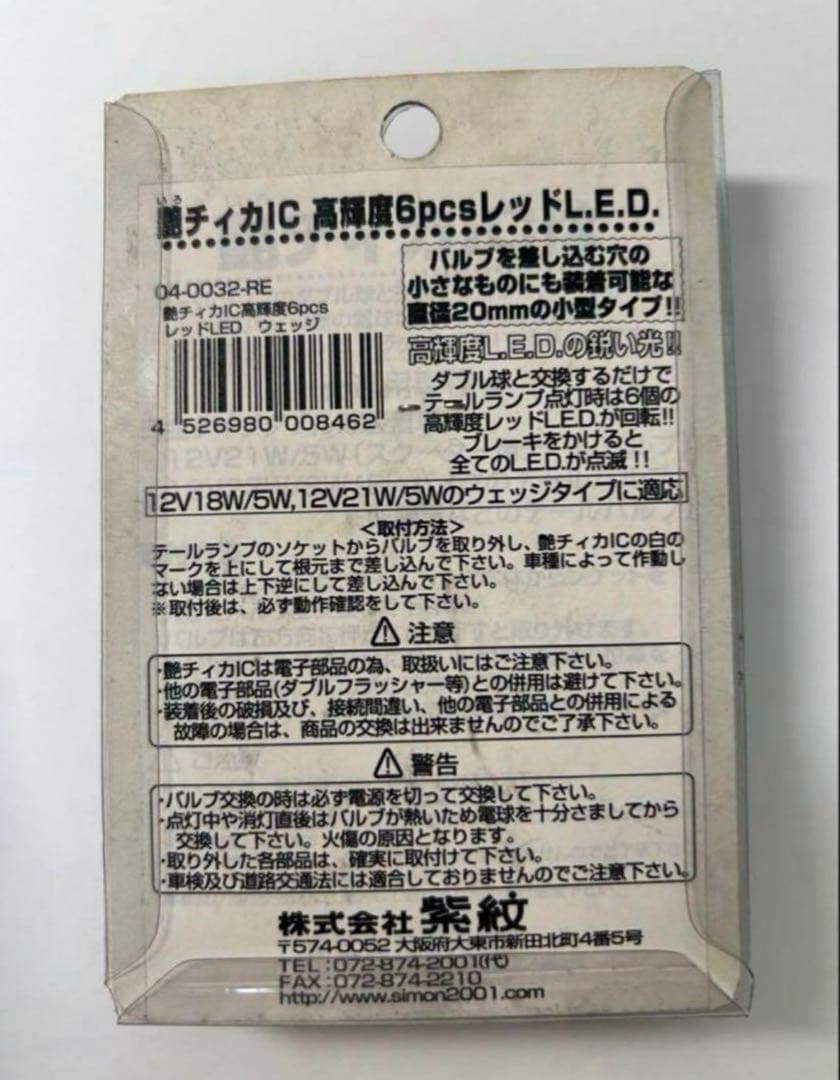 いろ
艶チィカIC 高輝度6pcsレッドL.E.D.
04-0032-RE
艶チィカIC高輝度6pcs
レッドLED ウェッジ
4 526980 008462
バルブを差し込む穴の
小さなものにも装着可能な
直径20mmの小型タイプ!!
高輝度L.E.D.の鋭い光!!
ダブル球と交換するだけで
テールランプ点灯時は6個の
高輝度レッドL.E.D.が回転!!
ブレーキをかけると
全てのL.E.D.が点滅!!
12V18W/5W,12V21W/5Wのウェッジタイプに適応
<取付方法>
テールランプのソケットからバルブを取り外し、艶チィカICの白の
マークを上にして根元まで差し込んで下さい。車種によって作動し
ない場合は上下逆にして差し込んで下さい。
※取付後は、必ず動作確認をして下さい。
⚠ 注意
・艶チィカICは電子部品の為、取扱いにはご注意下さい。
・他の電子部品(ダブルフラッシャー等)との併用は避けて下さい。
・装着後の破損及び、接続間違い、他の電子部品との併用による
故障の場合は、商品の交換は出来ませんのでご了承下さい。
⚠ 警告
・バルブ交換の時は必ず電源を切って交換して下さい。
・点灯中や消灯直後はバルブが熱いため電球を十分さましてから
交換して下さい。火傷の原因となります。
・取り外した各部品は、確実に取付けて下さい。
・車検及び道路交通法には適合しておりませんのでご了承下さい。
株式会社 紫紋
〒574-0052 大阪府大東市新田北町4番5号
TEL:072-874-2001(代)
FAX:072-874-2210
http://www.simon2001.com